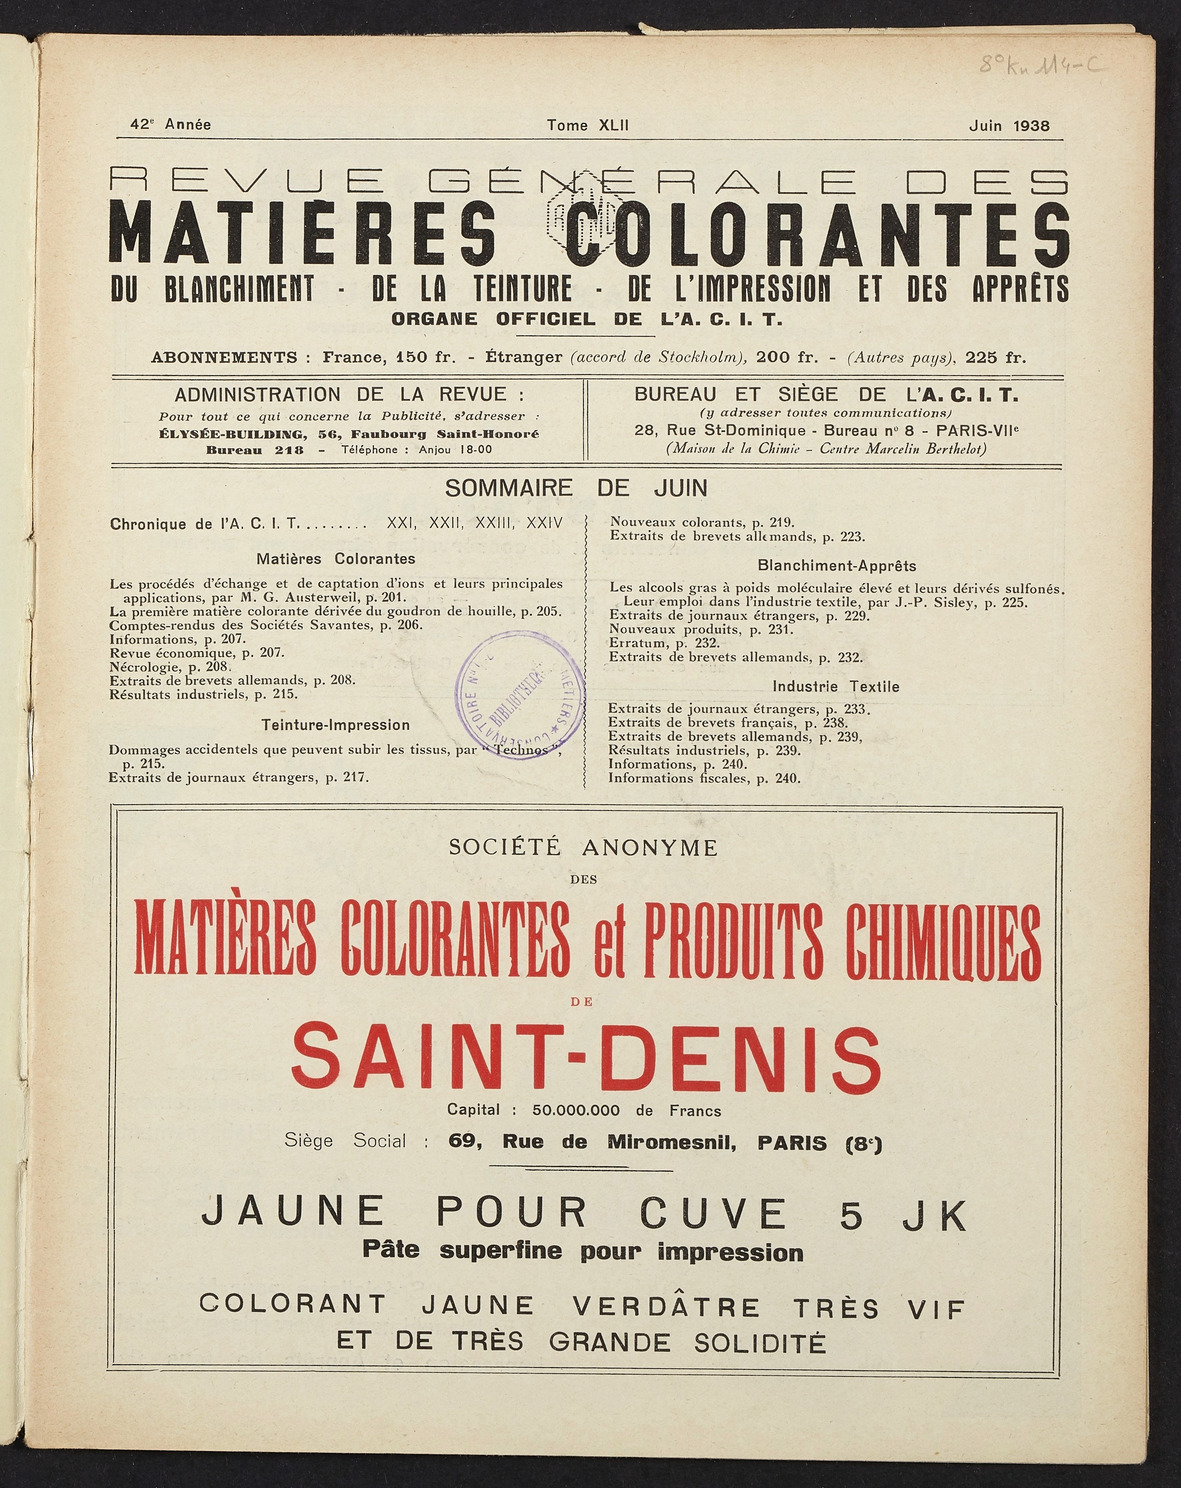 8° Ku 114-C
42e Année Tome XLII Juin 1938
REVUE GÉNÉRALE DES
MATIÈRES COLORANTES
DU BLANCHIMENT - DE LA TEINTURE - DE L'IMPRESSION ET DES APPRÊTS
ORGANE OFFICIEL DE L'A. C. I. T.
ABONNEMENTS : France, 150 fr. - Étranger (accord de Stockholm), 200 fr. - (Autres pays), 225 fr.
ADMINISTRATION DE LA REVUE :
Pour tout ce qui concerne la Publicité, s'adresser :
ÉLYSÉE-BUILDING, 56, Faubourg Saint-Honoré
Bureau 218 - Téléphone : Anjou 18-00
BUREAU ET SIÈGE DE L'A. C. I. T.
(y adresser toutes communications)
28, Rue St-Dominique - Bureau nº 8 - PARIS-VIIe
(Maison de la Chimie - Centre Marcelin Berthelot)
SOMMAIRE DE JUIN
Chronique de l'A. C. I. T......... XXI, XXII, XXIII, XXIV
Matières Colorantes
Les procédés d'échange et de captation d'ions et leurs principales
applications, par M. G. Austerweil, p. 201.
La première matière colorante dérivée du goudron de houille, p. 205.
Comptes-rendus des Sociétés Savantes, p. 206.
Informations, p. 207.
Revue économique, p. 207.
Nécrologie, p. 208.
Extraits de brevets allemands, p. 208.
Résultats industriels, p. 215.
Teinture-Impression
Dommages accidentels que peuvent subir les tissus, par " Technos ",
p. 215.
Extraits de journaux étrangers, p. 217.
Nouveaux colorants, p. 219.
Extraits de brevets allemands, p. 223.
Blanchiment-Apprêts
Les alcools gras à poids moléculaire élevé et leurs dérivés sulfonés.
Leur emploi dans l'industrie textile, par J.-P. Sisley, p. 225.
Extraits de journaux étrangers, p. 229.
Nouveaux produits, p. 231.
Erratum, p. 232.
Extraits de brevets allemands, p. 232.
Industrie Textile
Extraits de journaux étrangers, p. 233.
Extraits de brevets français, p. 238.
Extraits de brevets allemands, p. 239,
Résultats industriels, p. 239.
Informations, p. 240.
Informations fiscales, p. 240.
CONSERVATOIRE METIERS
BIBLIOTHEQUE
SOCIÉTÉ ANONYME
DES
MATIÈRES COLORANTES et PRODUITS CHIMIQUES
DE
SAINT-DENIS
Capital : 50.000.000 de Francs
Siège Social : 69, Rue de Miromesnil, PARIS (8e)
JAUNE POUR CUVE 5 JK
Pâte superfine pour impression
COLORANT JAUNE VERDÂTRE TRÈS VIF
ET DE TRÈS GRANDE SOLIDITÉ